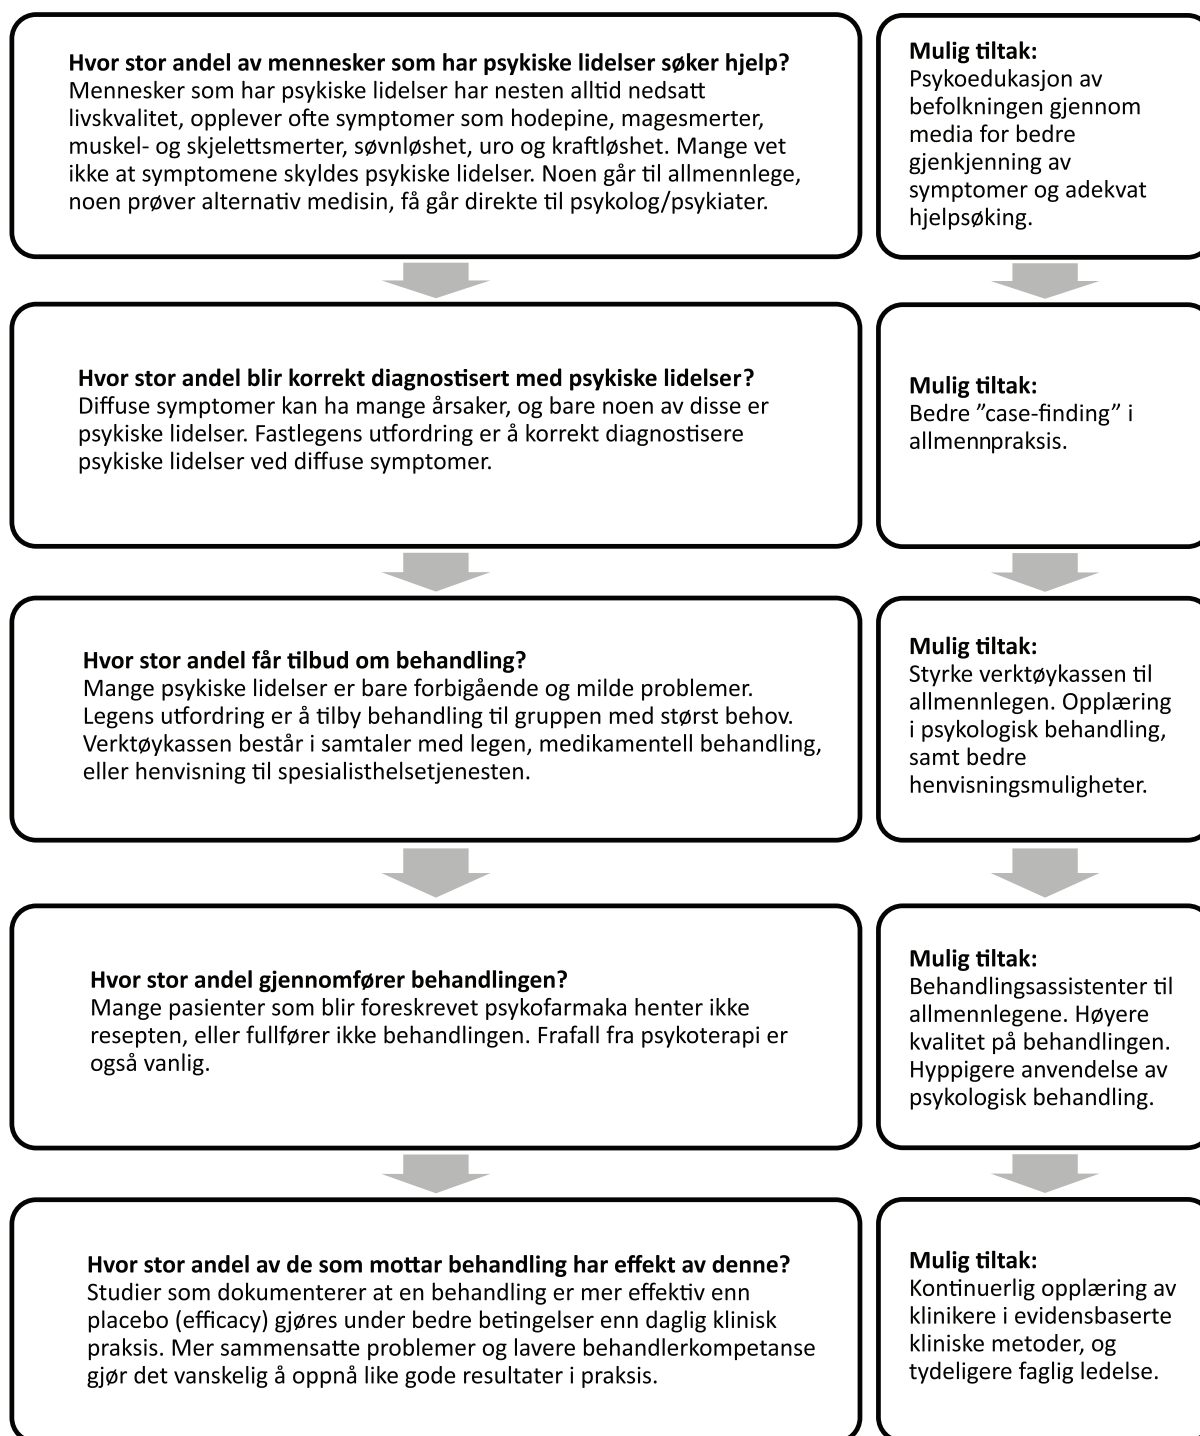 Hvor stor andel av mennesker som har psykiske lidelser søker hjelp?
Mennesker som har psykiske lidelser har nesten alltid nedsatt
livskvalitet, opplever ofte symptomer som hodepine, magesmerter,
muskel- og skjelettsmerter, søvnløshet, uro og kraftløshet. Mange vet
ikke at symptomene skyldes psykiske lidelser. Noen går til allmennlege,
noen prøver alternativ medisin, få går direkte til psykolog/psykiater.
Mulig tiltak:
Psykoedukasjon av
befolkningen gjennom
media for bedre
gjenkjenning av
symptomer og adekvat
hjelpsøking.
Hvor stor andel blir korrekt diagnostisert med psykiske lidelser?
Diffuse symptomer kan ha mange årsaker, og bare noen av disse er
psykiske lidelser. Fastlegens utfordring er å korrekt diagnostisere
psykiske lidelser ved diffuse symptomer.
Mulig tiltak:
Bedre ”case-finding” i
allmennpraksis.
Hvor stor andel får tilbud om behandling?
Mange psykiske lidelser er bare forbigående og milde problemer.
Legens utfordring er å tilby behandling til gruppen med størst behov.
Verktøykassen består i samtaler med legen, medikamentell behandling,
eller henvisning til spesialisthelsetjenesten.
Mulig tiltak:
Styrke verktøykassen til
allmennlegen. Opplæring
i psykologisk behandling,
samt bedre
henvisningsmuligheter.
Hvor stor andel gjennomfører behandlingen?
Mange pasienter som blir foreskrevet psykofarmaka henter ikke
resepten, eller fullfører ikke behandlingen. Frafall fra psykoterapi er
også vanlig.
Mulig tiltak:
Behandlingsassistenter til
allmennlegene. Høyere
kvalitet på behandlingen.
Hyppigere anvendelse av
psykologisk behandling.
Hvor stor andel av de som mottar behandling har effekt av denne?
Studier som dokumenterer at en behandling er mer effektiv enn
placebo (efficacy) gjøres under bedre betingelser enn daglig klinisk
praksis. Mer sammensatte problemer og lavere behandlerkompetanse
gjør det vanskelig å oppnå like gode resultater i praksis.
Mulig tiltak:
Kontinuerlig opplæring av
klinikere i evidensbaserte
kliniske metoder, og
tydeligere faglig ledelse.